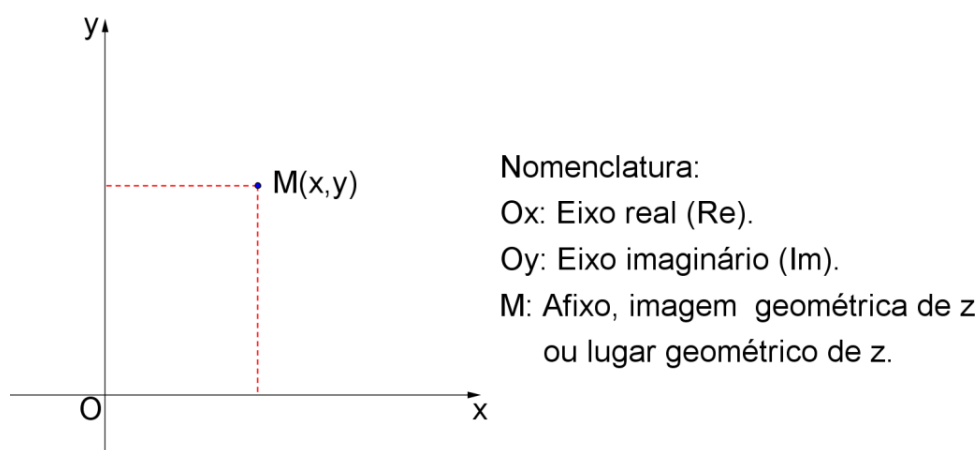 y
M(x,y)
O
x
Nomenclatura:
Ox: Eixo real (Re).
Oy: Eixo imaginário (Im).
M: Afixo, imagem geométrica de z
ou lugar geométrico de z.